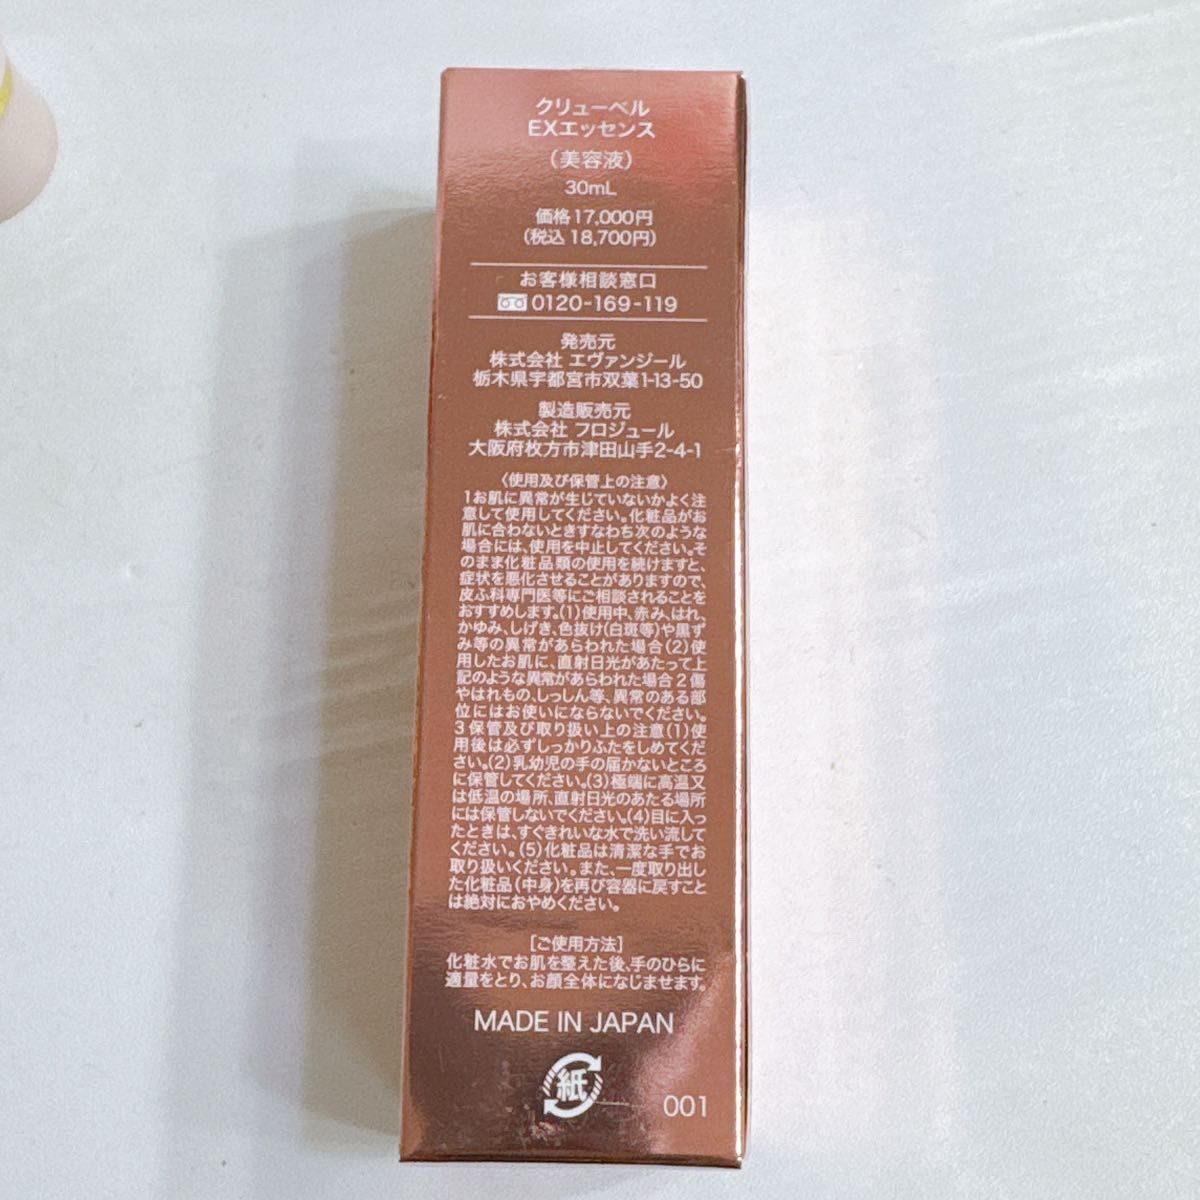 クリューベル
EXエッセンス
（美容液）
30mL
価格17,000円
（税込 18,700円）
お客様相談窓口
0120-169-119
発売元
株式会社 エヴァンジール
栃木県宇都宮市双葉1-13-50
製造販売元
株式会社 フロジュール
大阪府枚方市津田山手2-4-1
〈使用及び保管上の注意〉
1お肌に異常が生じていないかよく注
意して使用してください。化粧品がお
肌に合わないときすなわち次のような
場合には、使用を中止してください。そ
のまま化粧品類の使用を続けますと、
症状を悪化させることがありますので、
皮ふ科専門医等にご相談されることを
おすすめします。(1)使用中、赤み、はれ、
かゆみ、しげき、色抜け(白斑等)や黒ず
み等の異常があらわれた場合(2)使
用したお肌に、直射日光があたって上
記のような異常があらわれた場合2傷
やはれもの、しっしん等、異常のある部
位にはお使いにならないでください。
3保管及び取り扱い上の注意(1)使
用後は必ずしっかりふたをしめてくだ
さい。(2)乳幼児の手の届かないところ
に保管してください。(3)極端に高温又
は低温の場所、直射日光のあたる場所
には保管しないでください。(4)目に入っ
たときは、すぐきれいな水で洗い流して
ください。(5)化粧品は清潔な手でお
取り扱いください。また、一度取り出し
た化粧品(中身)を再び容器に戻すこと
は絶対におやめください。
［ご使用方法］
化粧水でお肌を整えた後、手のひらに
適量をとり、お顔全体になじませます。
MADE IN JAPAN
紙
001